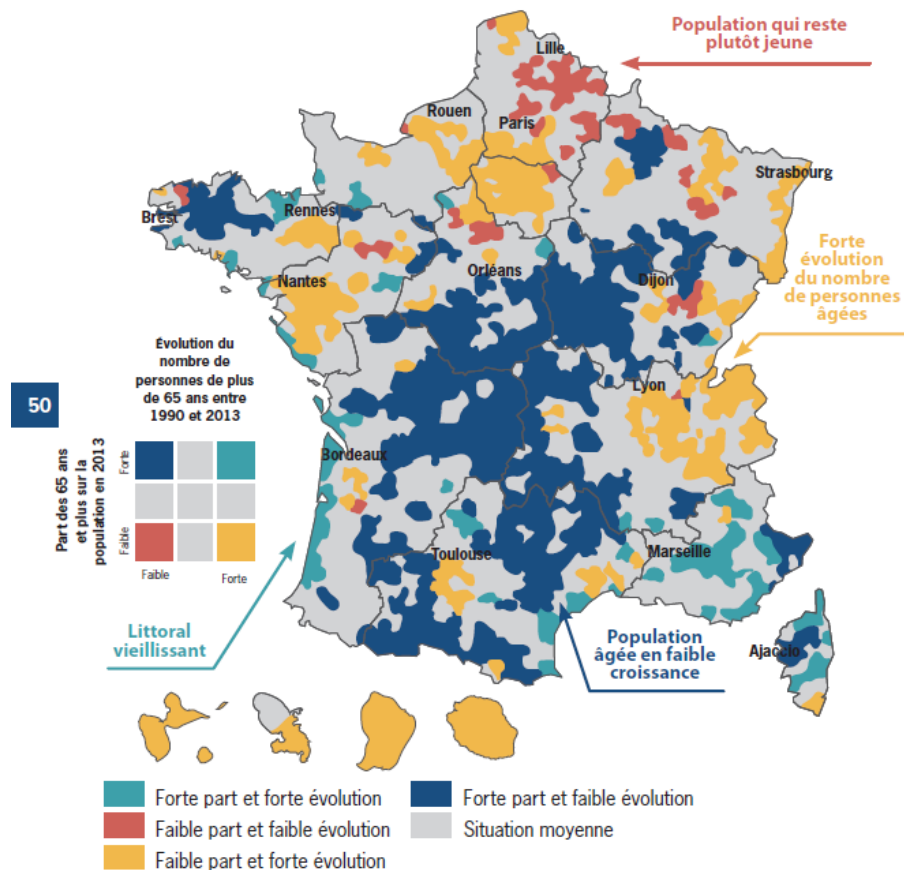 Population qui reste
plutôt jeune
Lille
Rouen
Paris
Strasbourg
Brest
Rennes
Forte
évolution
du nombre
de personnes
âgées
Orléans
Dijon
Nantes
Évolution du
nombre de
personnes de plus
de 65 ans entre
1990 et 2013
50
Lyon
Part des 65 ans
et plus sur la
population en 2013
Forte
Faible
Faible
Forte
Bordeaux
Toulouse
Marseille
Littoral
vieillissant
Population
âgée en faible
croissance
Ajaccio
Forte part et forte évolution
Forte part et faible évolution
Faible part et faible évolution
Situation moyenne
Faible part et forte évolution